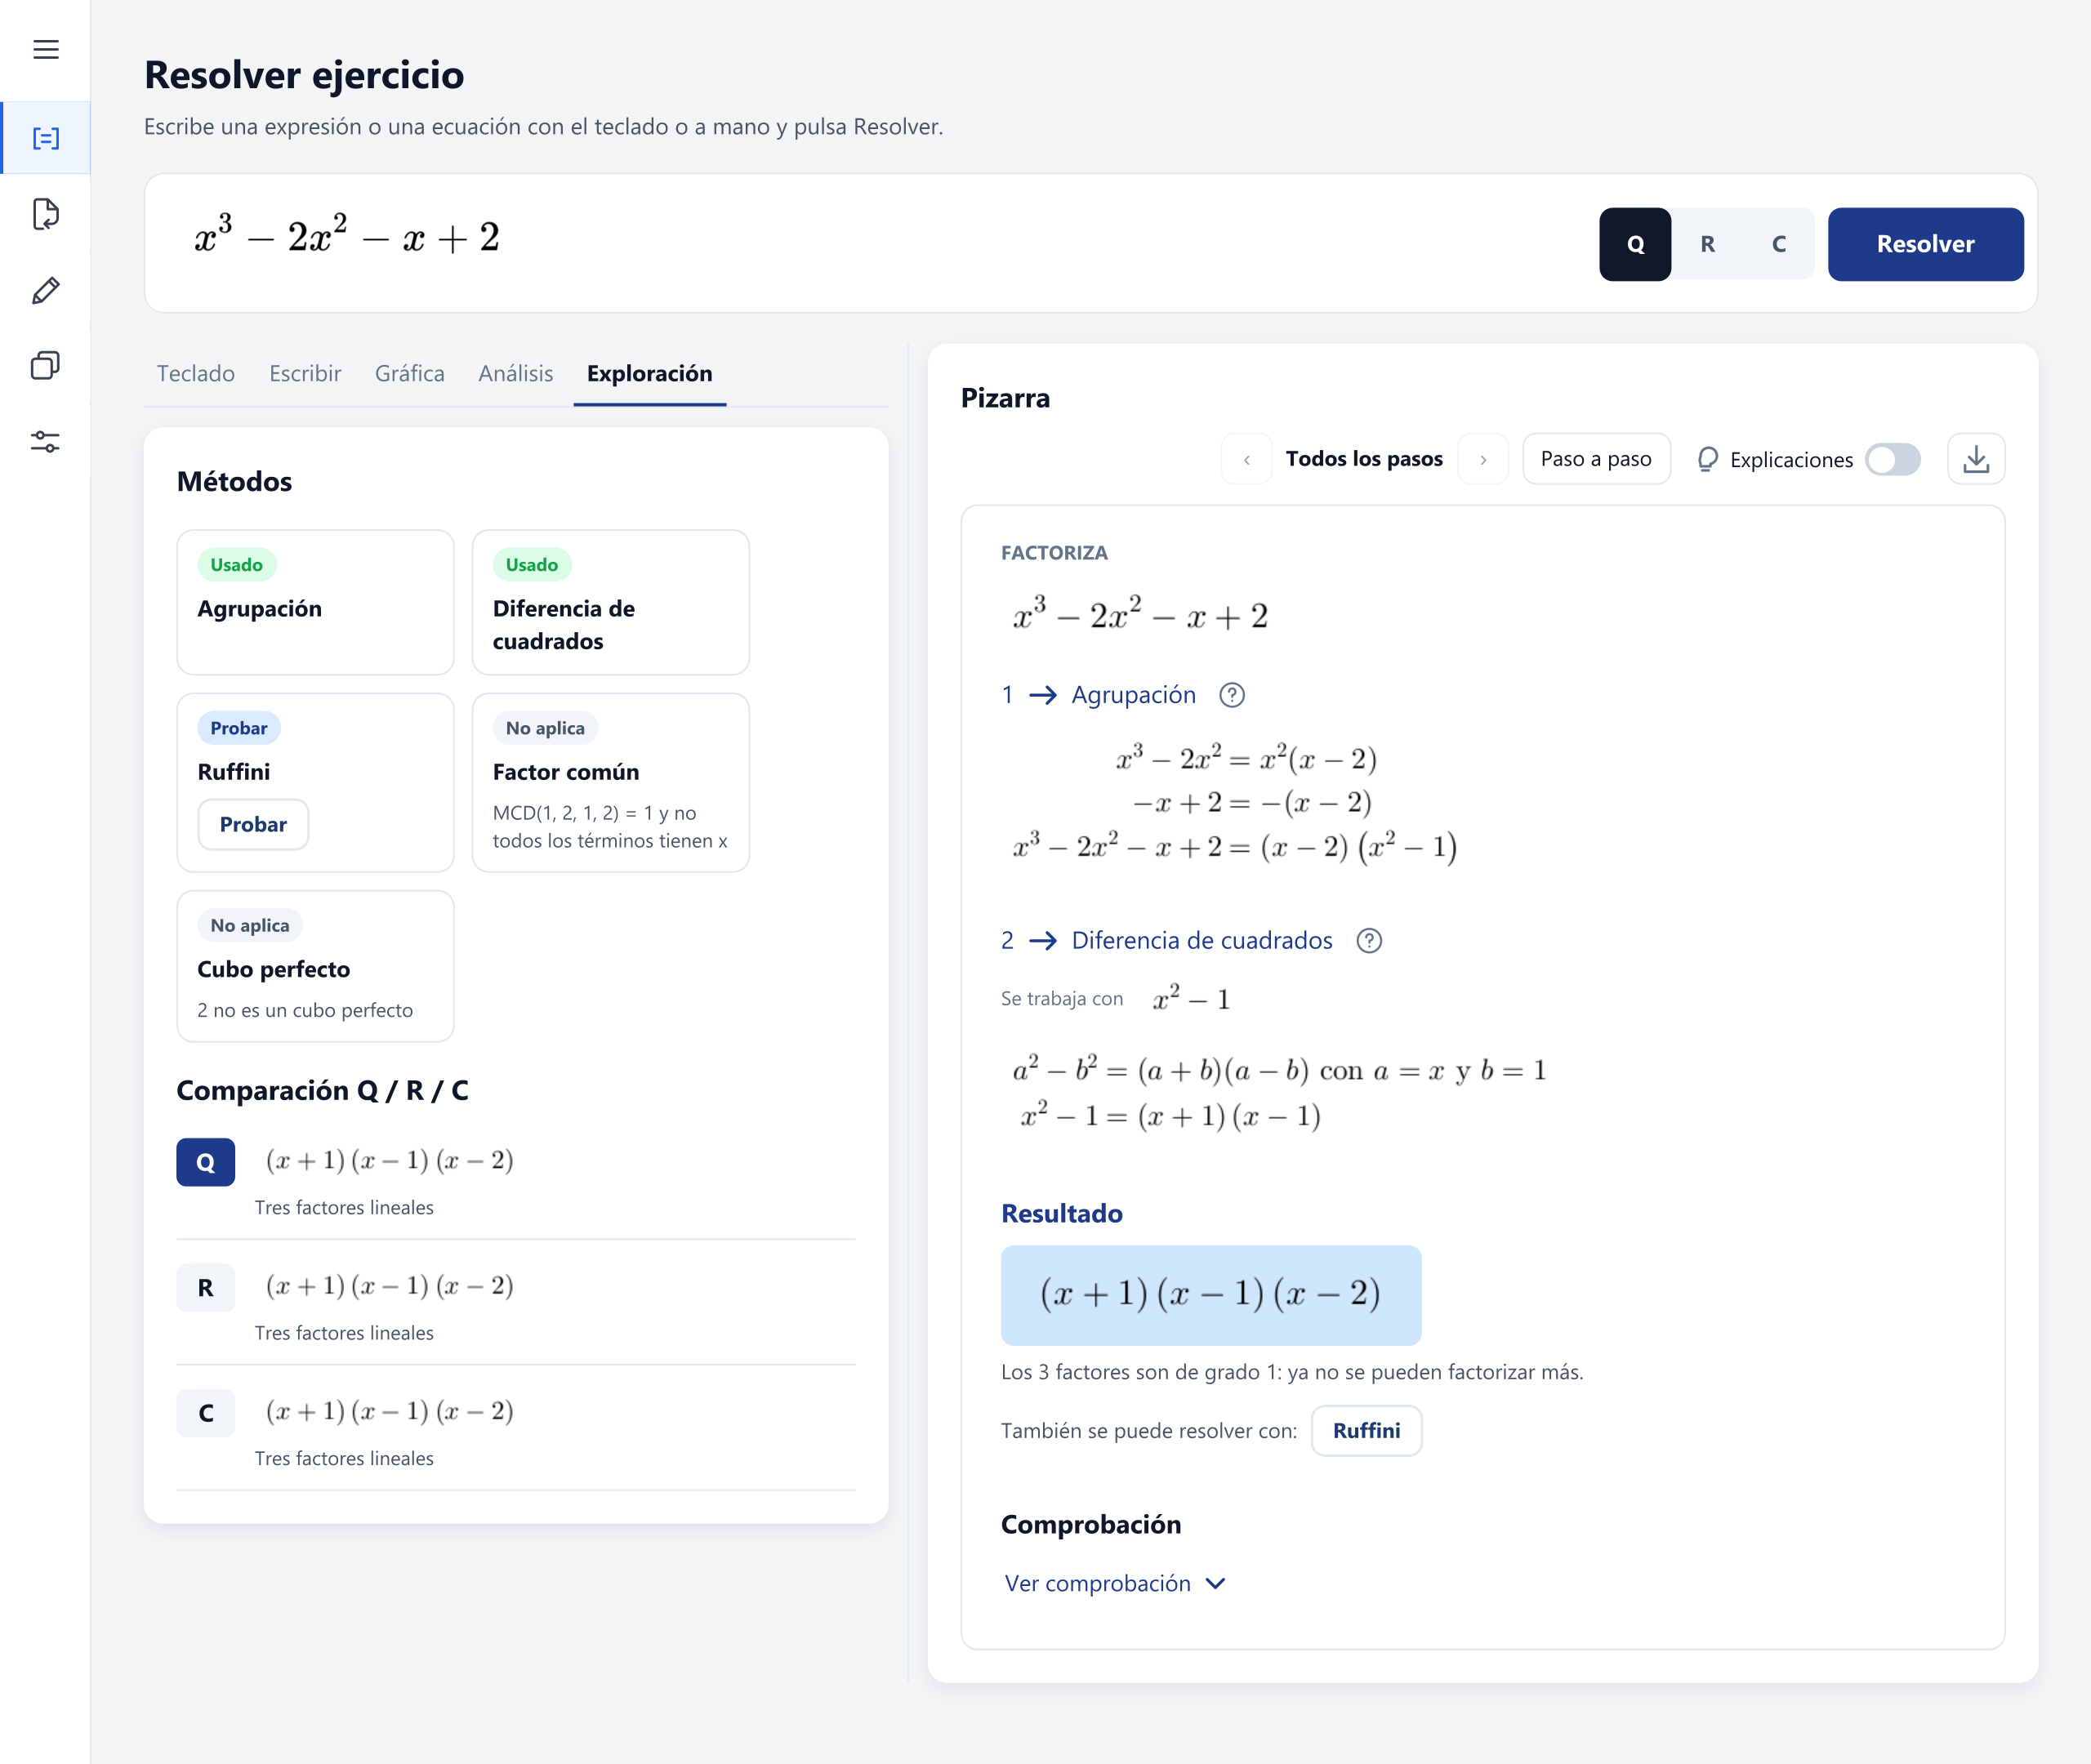 Resolver ejercicio
Escribe una expresión o una ecuación con el teclado o a mano y pulsa Resolver.
x³ − 2x² − x + 2
Q R C Resolver
Teclado Escribir Gráfica Análisis Exploración
Métodos
Usado
Agrupación
Usado
Diferencia de
cuadrados
Probar
Ruffini
Probar
No aplica
Factor común
MCD(1, 2, 1, 2) = 1 y no
todos los términos tienen x
No aplica
Cubo perfecto
2 no es un cubo perfecto
Comparación Q / R / C
Q (x + 1) (x − 1) (x − 2)
Tres factores lineales
R (x + 1) (x − 1) (x − 2)
Tres factores lineales
C (x + 1) (x − 1) (x − 2)
Tres factores lineales
Pizarra
‹ Todos los pasos › Paso a paso Explicaciones
FACTORIZA
x³ − 2x² − x + 2
1 → Agrupación ?
x³ − 2x² = x²(x − 2)
−x + 2 = −(x − 2)
x³ − 2x² − x + 2 = (x − 2) (x² − 1)
2 → Diferencia de cuadrados ?
Se trabaja con x² − 1
a² − b² = (a + b)(a − b) con a = x y b = 1
x² − 1 = (x + 1) (x − 1)
Resultado
(x + 1) (x − 1) (x − 2)
Los 3 factores son de grado 1: ya no se pueden factorizar más.
También se puede resolver con: Ruffini
Comprobación
Ver comprobación